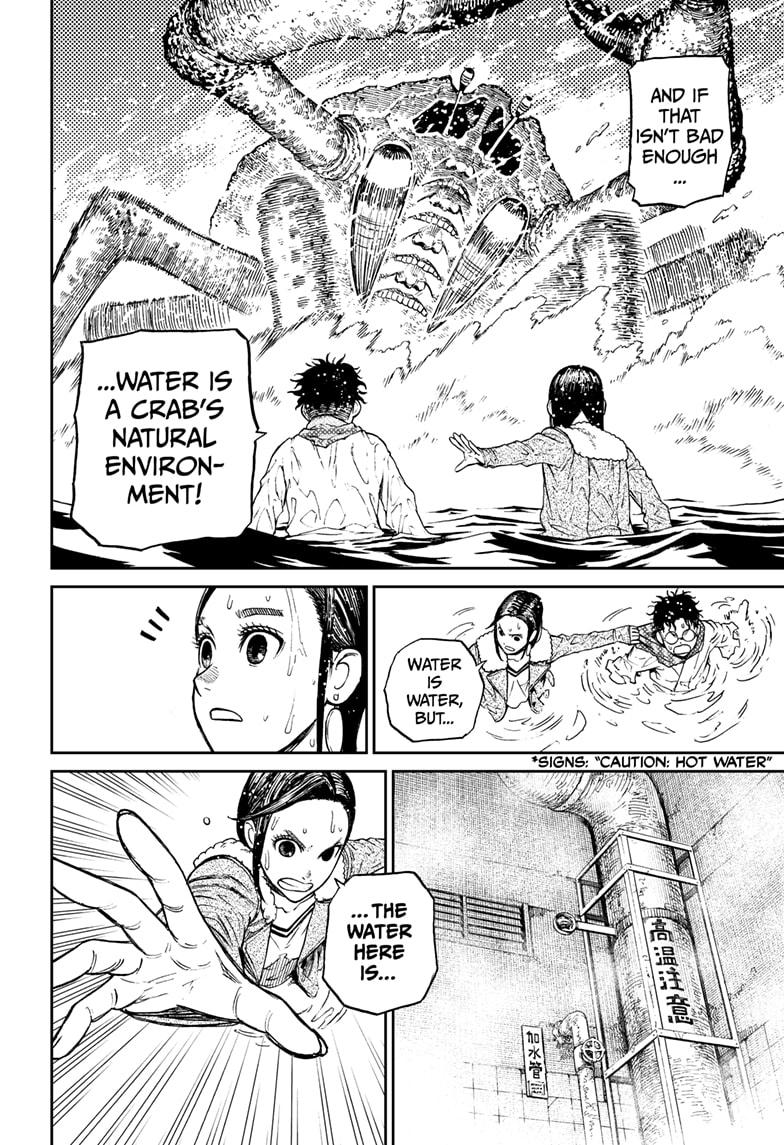 AND IF
THAT
ISN'T BAD
ENOUGH
...
...WATER IS
A CRAB'S
NATURAL
ENVIRON-
MENT!
WATER
IS
WATER,
BUT...
*SIGNS: "CAUTION: HOT WATER"
...THE
WATER
HERE
IS...
高温注意
加水管